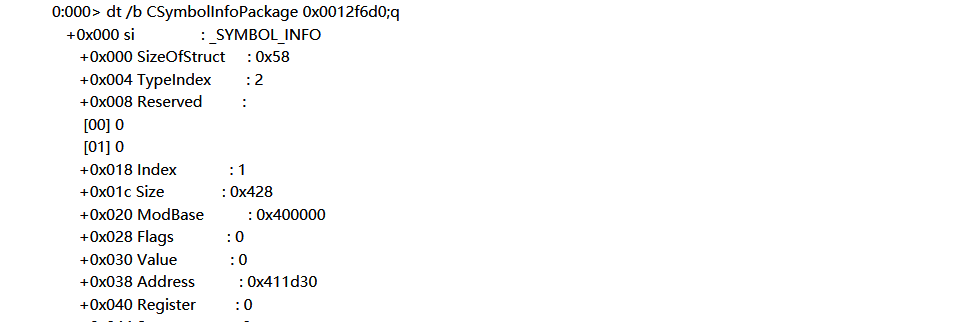 0:000> dt /b CSymbolInfoPackage 0x0012f6d0;q
+0x000 si : _SYMBOL_INFO
+0x000 SizeOfStruct : 0x58
+0x004 TypeIndex : 2
+0x008 Reserved :
[00] 0
[01] 0
+0x018 Index : 1
+0x01c Size : 0x428
+0x020 ModBase : 0x400000
+0x028 Flags : 0
+0x030 Value : 0
+0x038 Address : 0x411d30
+0x040 Register : 0